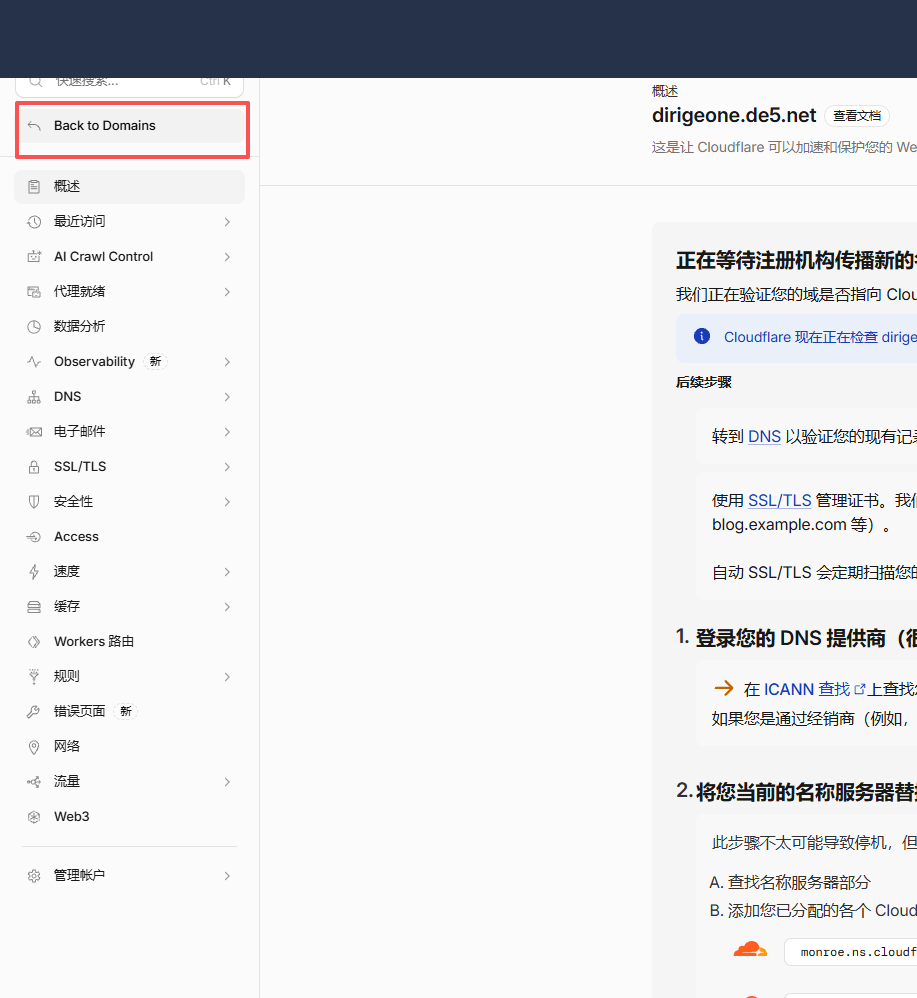 快速搜索...
Ctrl K
Back to Domains
概述
最近访问
AI Crawl Control
代理就绪
数据分析
Observability 新
DNS
电子邮件
SSL/TLS
安全性
Access
速度
缓存
Workers 路由
规则
错误页面 新
网络
流量
Web3
管理帐户
概述
dirigeone.de5.net 查看文档
这是让 Cloudflare 可以加速和保护您的 We
正在等待注册机构传播新的
我们正在验证您的域是否指向 Clou
Cloudflare 现在正在检查 dirige
后续步骤
转到 DNS 以验证您的现有记
使用 SSL/TLS 管理证书。我们
blog.example.com 等）。
自动 SSL/TLS 会定期扫描您的
1. 登录您的 DNS 提供商（很
在 ICANN 查找 上查找
如果您是通过经销商（例如，
2. 将您当前的名称服务器替换
此步骤不太可能导致停机，但
A. 查找名称服务器部分
B. 添加您已分配的各个 Cloud
monroe.ns.cloudf